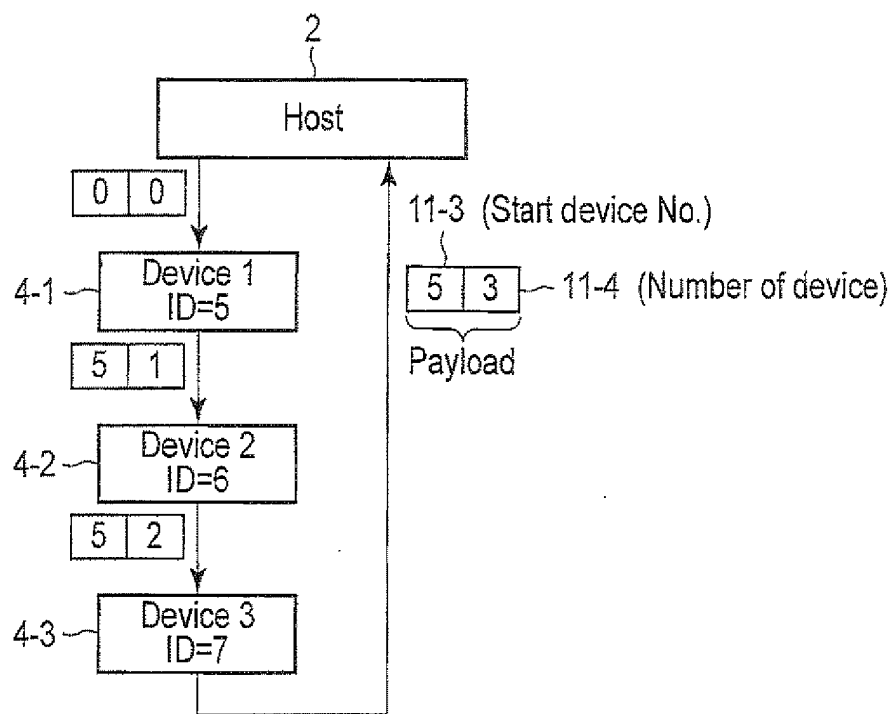 2
Host
0 0
11-3 (Start device No.)
Device 1
ID=5
4-1
5 3
11-4 (Number of device)
Payload
5 1
Device 2
ID=6
4-2
5 2
Device 3
ID=7
4-3